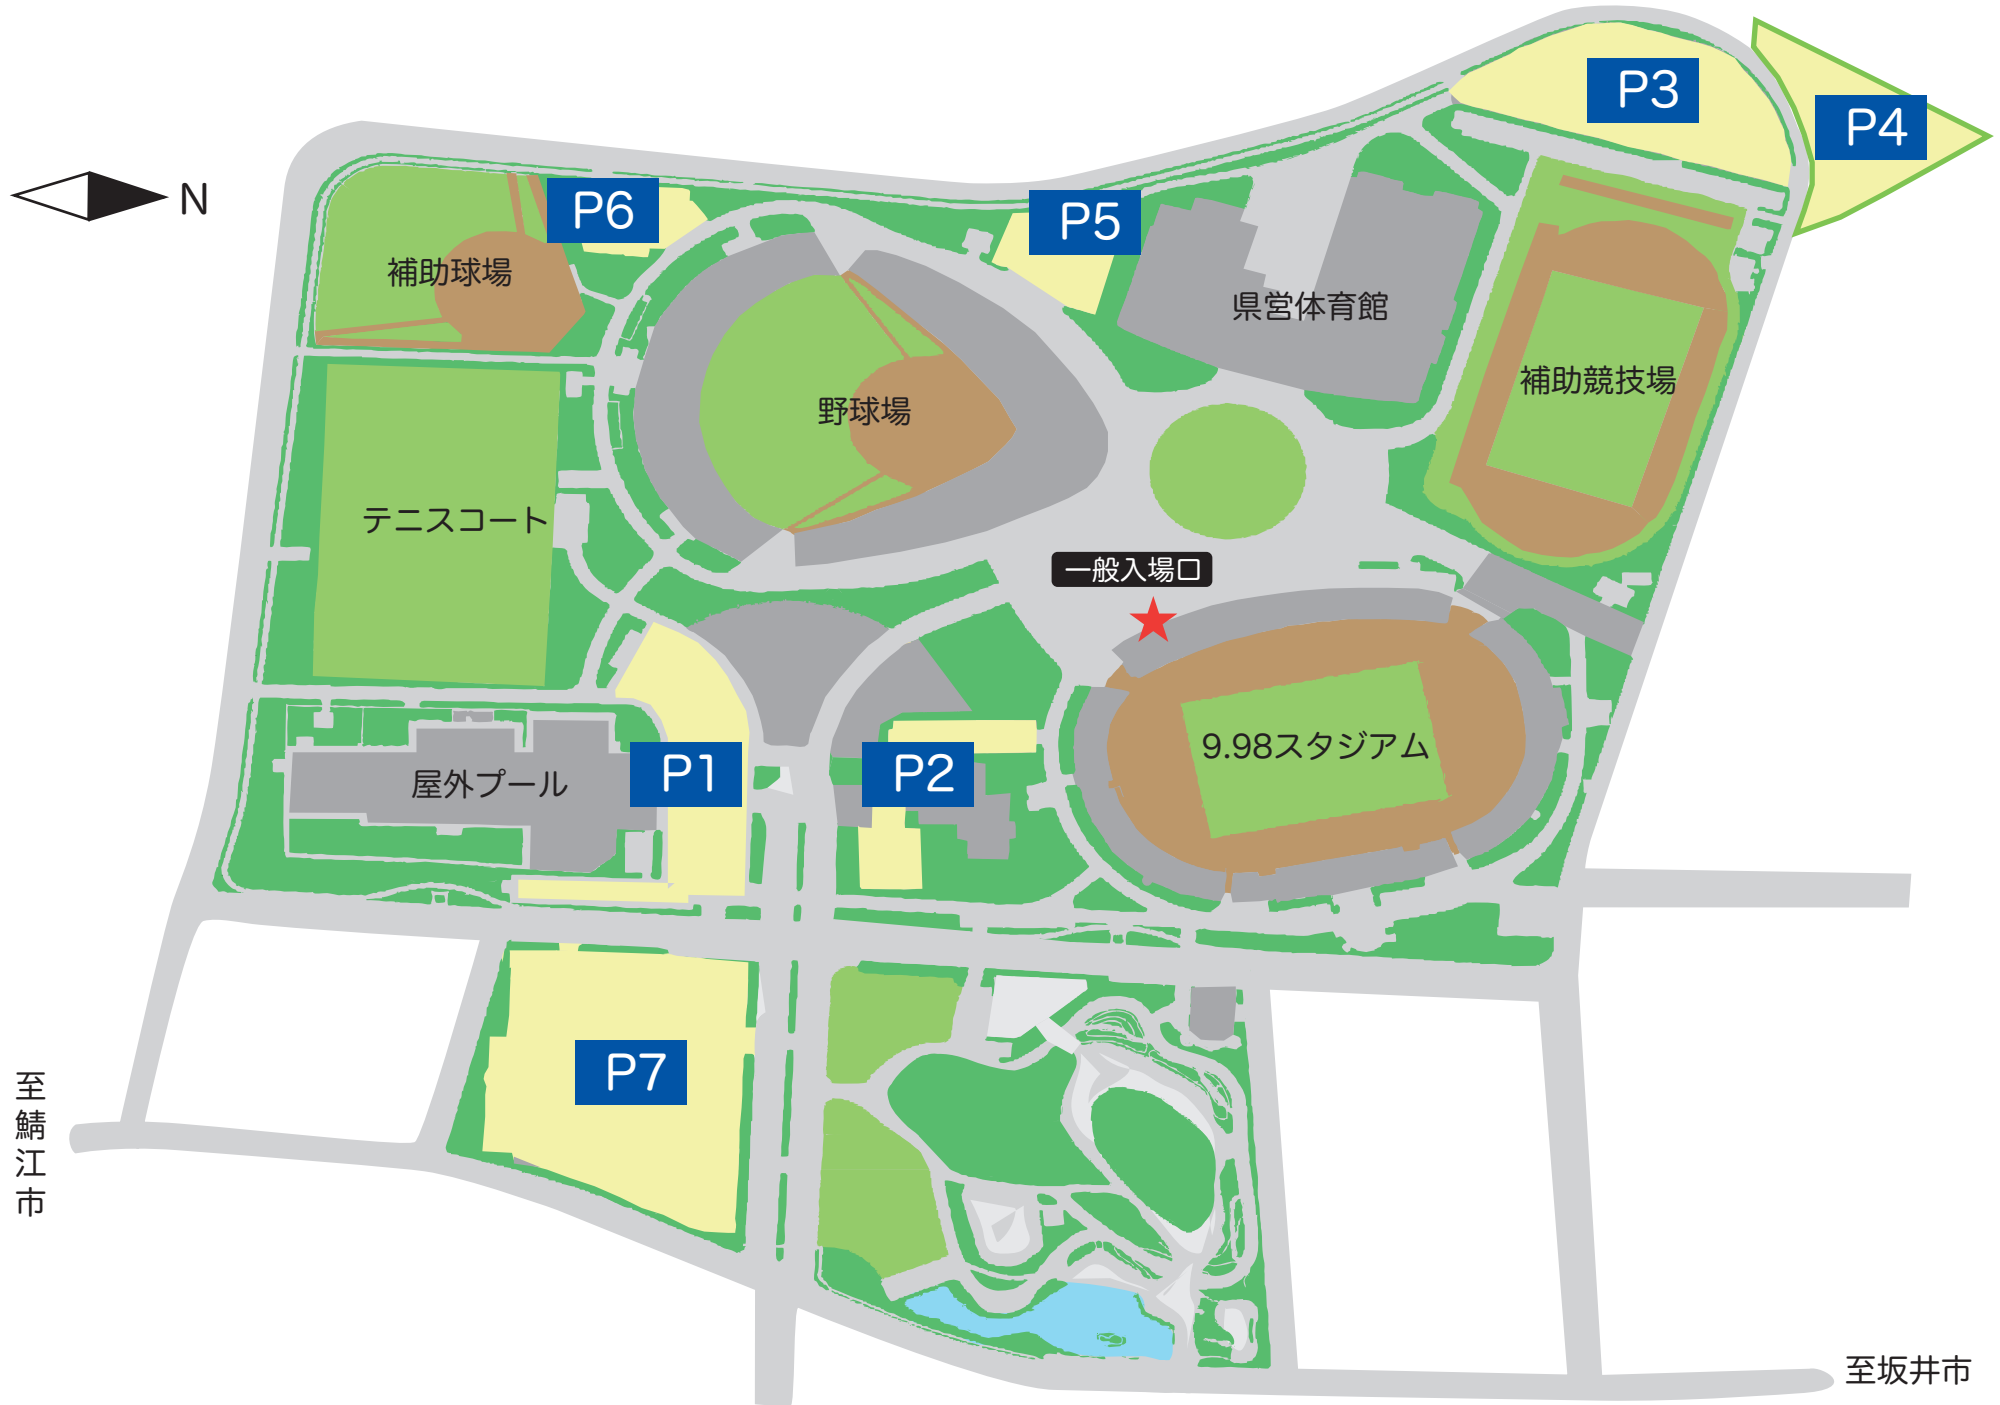 P3
P4
N
P6
P5
補助球場
県営体育館
補助競技場
野球場
テニスコート
一般入場口
9.98スタジアム
屋外プール
P1
P2
P7
至鯖江市
至坂井市